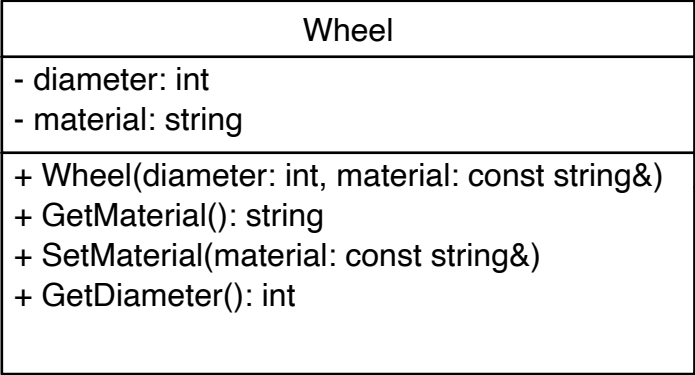 Wheel
- diameter: int
- material: string
+ Wheel(diameter: int, material: const string&)
+ GetMaterial(): string
+ SetMaterial(material: const string&)
+ GetDiameter(): int